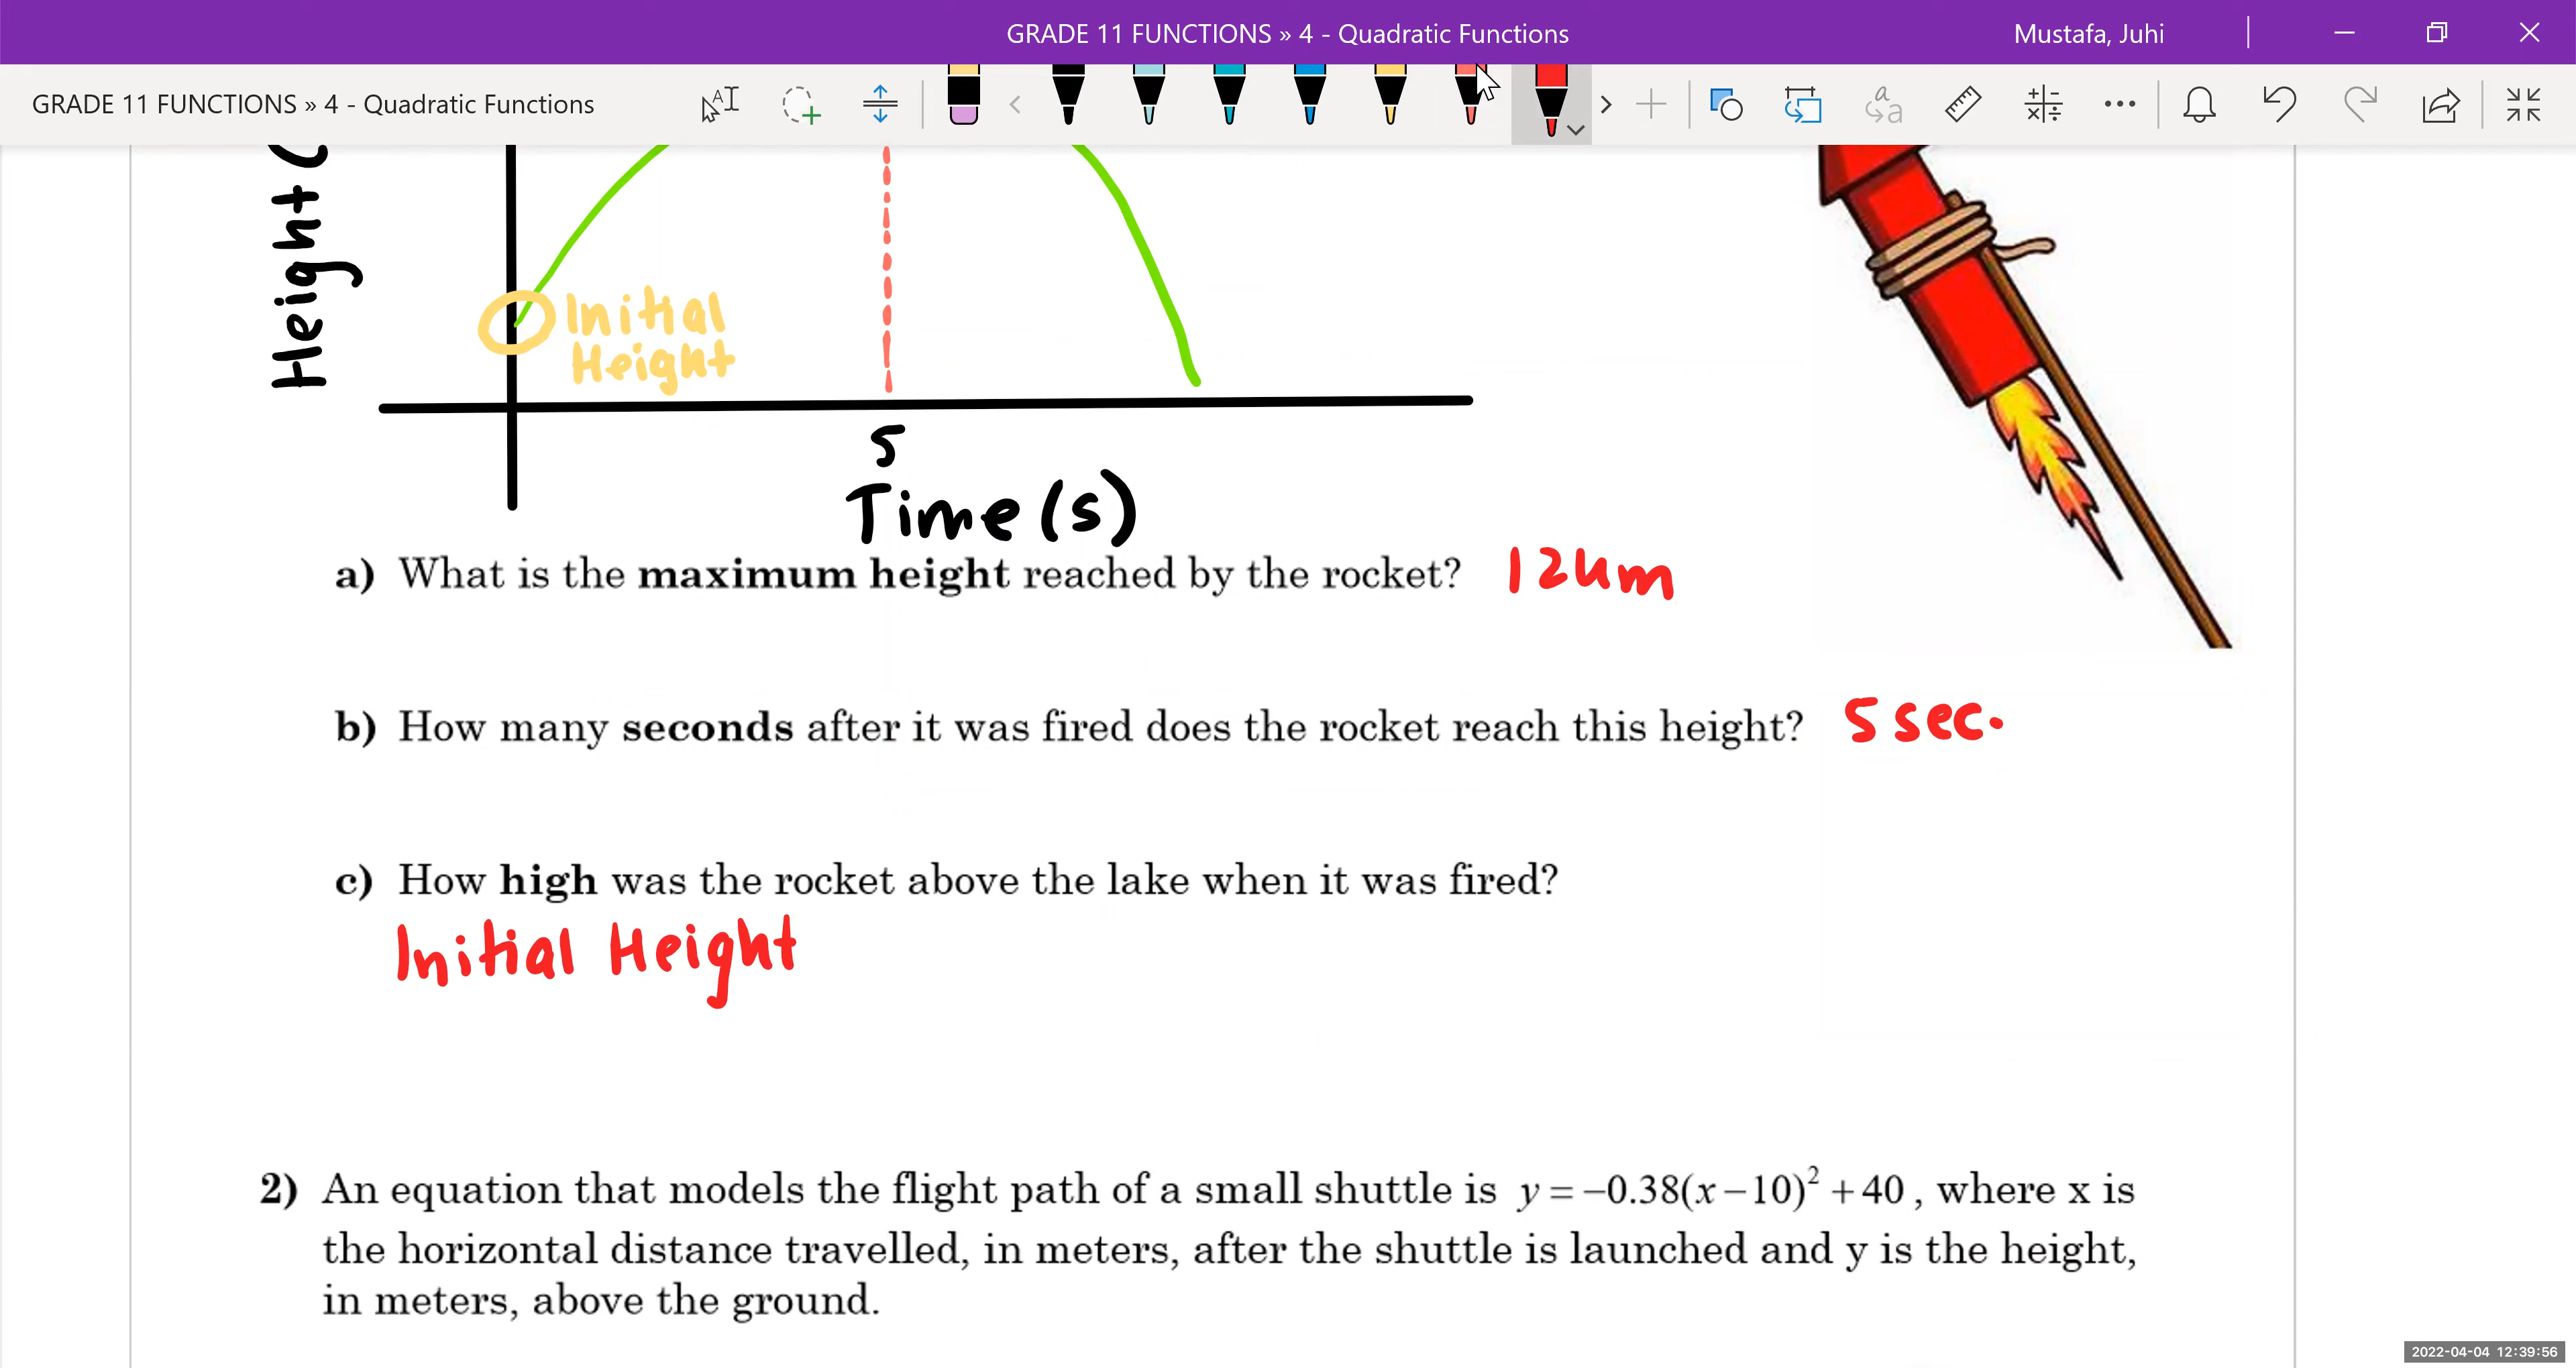 GRADE 11 FUNCTIONS » 4 - Quadratic Functions
Mustafa, Juhi
GRADE 11 FUNCTIONS » 4 - Quadratic Functions
Height (
Initial
Height
5
Time (s)
a) What is the maximum height reached by the rocket? 124m
b) How many seconds after it was fired does the rocket reach this height? 5 sec.
c) How high was the rocket above the lake when it was fired?
Initial Height
2) An equation that models the flight path of a small shuttle is y = −0.38(x − 10)² + 40 , where x is
the horizontal distance travelled, in meters, after the shuttle is launched and y is the height,
in meters, above the ground.
2022-04-04 12:39:56